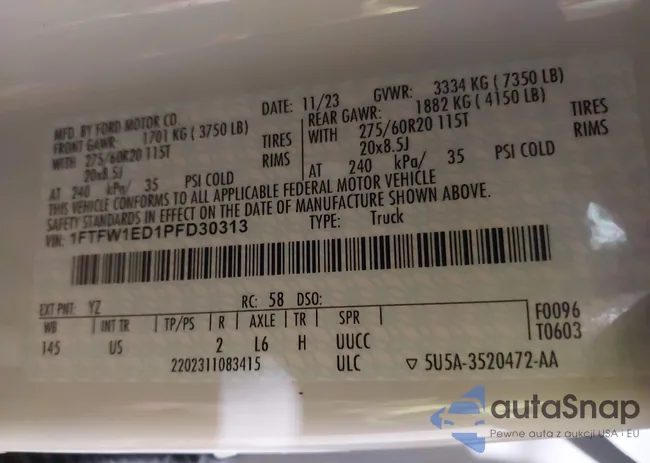 MFD. BY FORD MOTOR CO.
DATE: 11/23 GVWR: 3334 KG ( 7350 LB)
FRONT GAWR: 1701 KG ( 3750 LB)
REAR GAWR: 1882 KG ( 4150 LB)
WITH 275/60R20 115T TIRES
WITH 275/60R20 115T TIRES
20x8.5J RIMS
20x8.5J RIMS
AT 240 kPa/ 35 PSI COLD
AT 240 kPa/ 35 PSI COLD
THIS VEHICLE CONFORMS TO ALL APPLICABLE FEDERAL MOTOR VEHICLE
SAFETY STANDARDS IN EFFECT ON THE DATE OF MANUFACTURE SHOWN ABOVE.
VIN: 1FTFW1ED1PFD30313 TYPE: Truck
EXT PNT: YZ RC: 58 DSO:
WB INT TR TP/PS R AXLE TR SPR
145 US 2 L6 H UUCC
F0096
T0603
2202311083415 ULC ▽ 5U5A-3520472-AA
autaSnap
Pewne auta z aukcji USA i EU